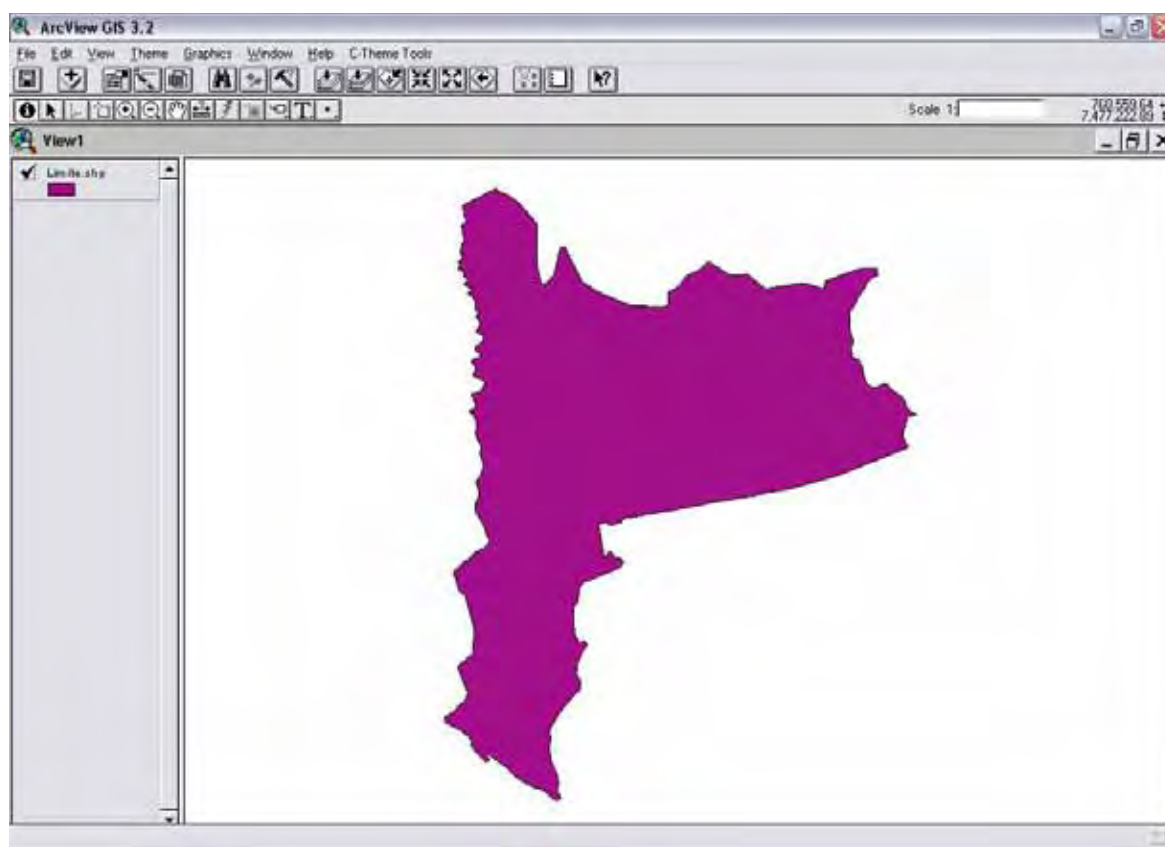 ArcView GIS 3.2
File Edit View Theme Graphics Window Help C-Theme Tools
Scale 1:
View1
Limite.shp